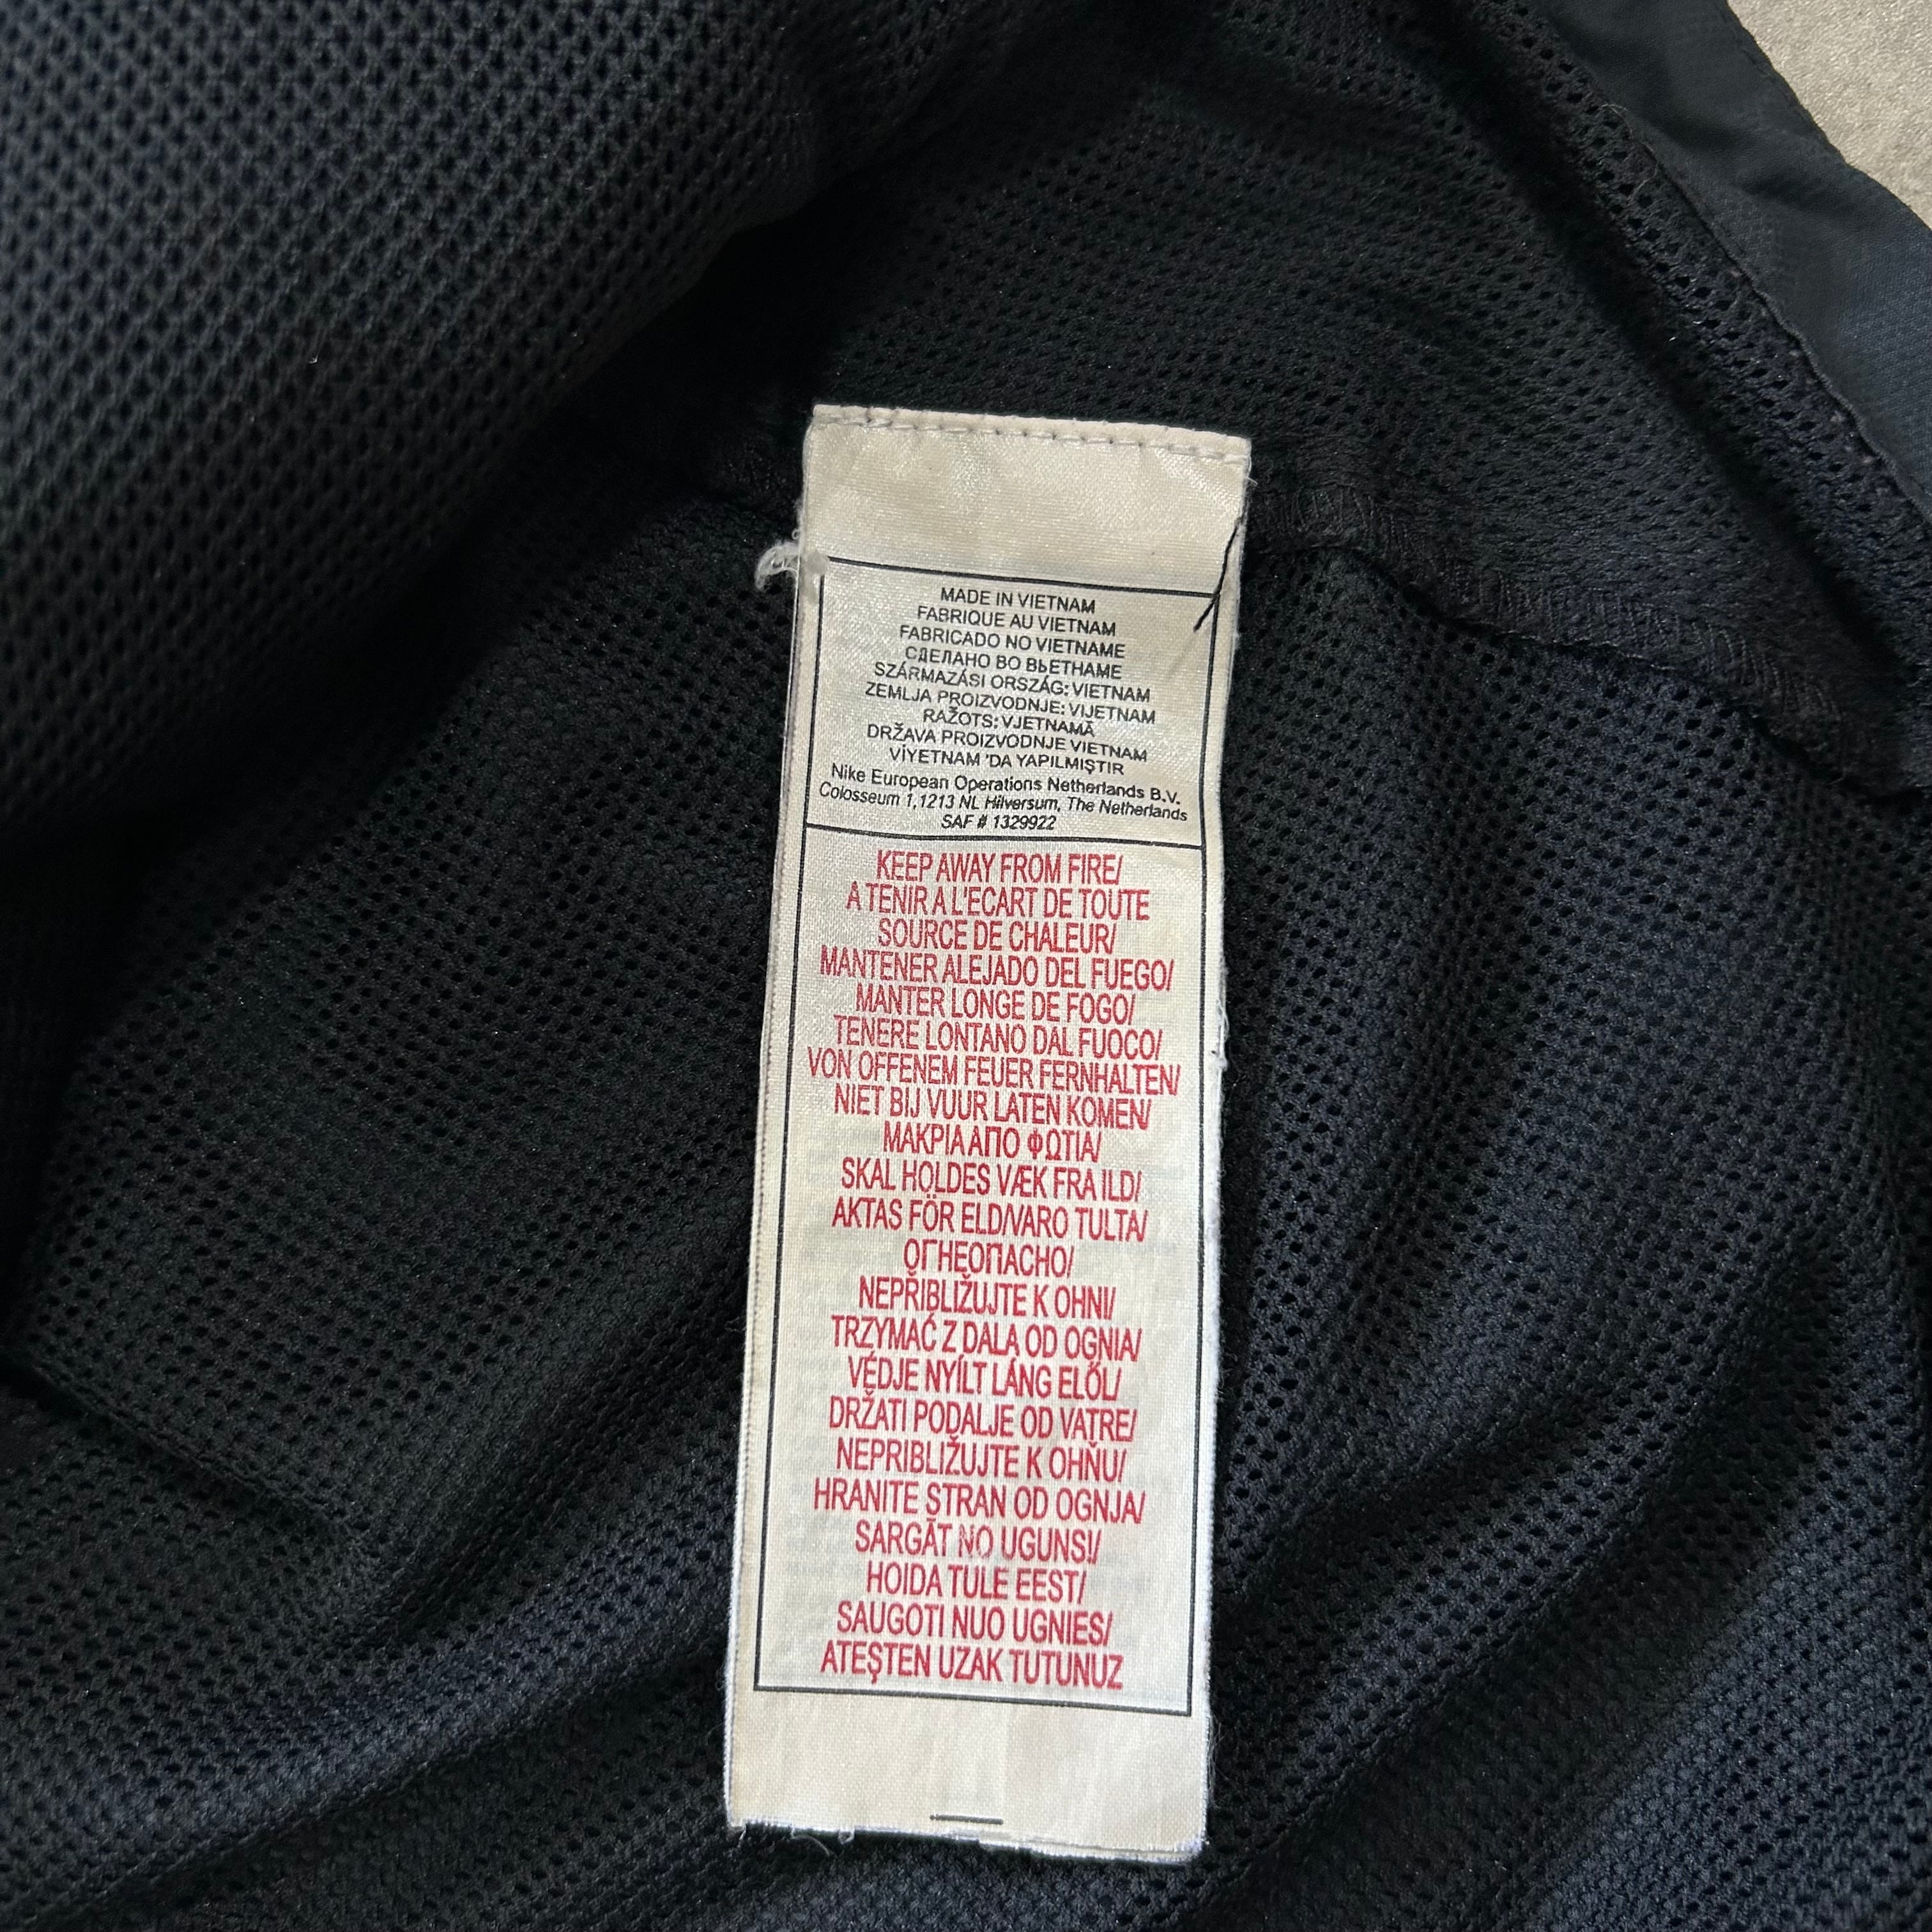 MADE IN VIETNAM
FABRIQUE AU VIETNAM
FABRICADO NO VIETNAME
СДЕЛАНО ВО ВЬЕТНАМЕ
SZÁRMAZÁSI ORSZÁG: VIETNAM
ZEMLJA PROIZVODNJE: VIJETNAM
RAŽOTS: VJETNAMĀ
DRŽAVA PROIZVODNJE VIETNAM
VİYETNAM 'DA YAPILMIŞTIR
Nike European Operations Netherlands B.V.
Colosseum 1, 1213 NL Hilversum, The Netherlands
SAF # 1329922
KEEP AWAY FROM FIRE/
A TENIR A L'ECART DE TOUTE
SOURCE DE CHALEUR/
MANTENER ALEJADO DEL FUEGO/
MANTER LONGE DE FOGO/
TENERE LONTANO DAL FUOCO/
VON OFFENEM FEUER FERNHALTEN/
NIET BIJ VUUR LATEN KOMEN/
ΜΑΚΡΙΑ ΑΠΟ ΦΩΤΙΑ/
SKAL HOLDES VÆK FRA ILD/
AKTAS FÖR ELD/VARO TULTA/
ОГНЕОПАСНО/
NEPŘIBLIŽUJTE K OHNI/
TRZYMAĆ Z DALA OD OGNIA/
VÉDJE NYÍLT LÁNG ELŐL/
DRŽATI PODALJE OD VATRE/
NEPRIBLIŽUJTE K OHŇU/
HRANITE STRAN OD OGNJA/
SARGĀT NO UGUNS!/
HOIDA TULE EEST/
SAUGOTI NUO UGNIES/
ATEŞTEN UZAK TUTUNUZ